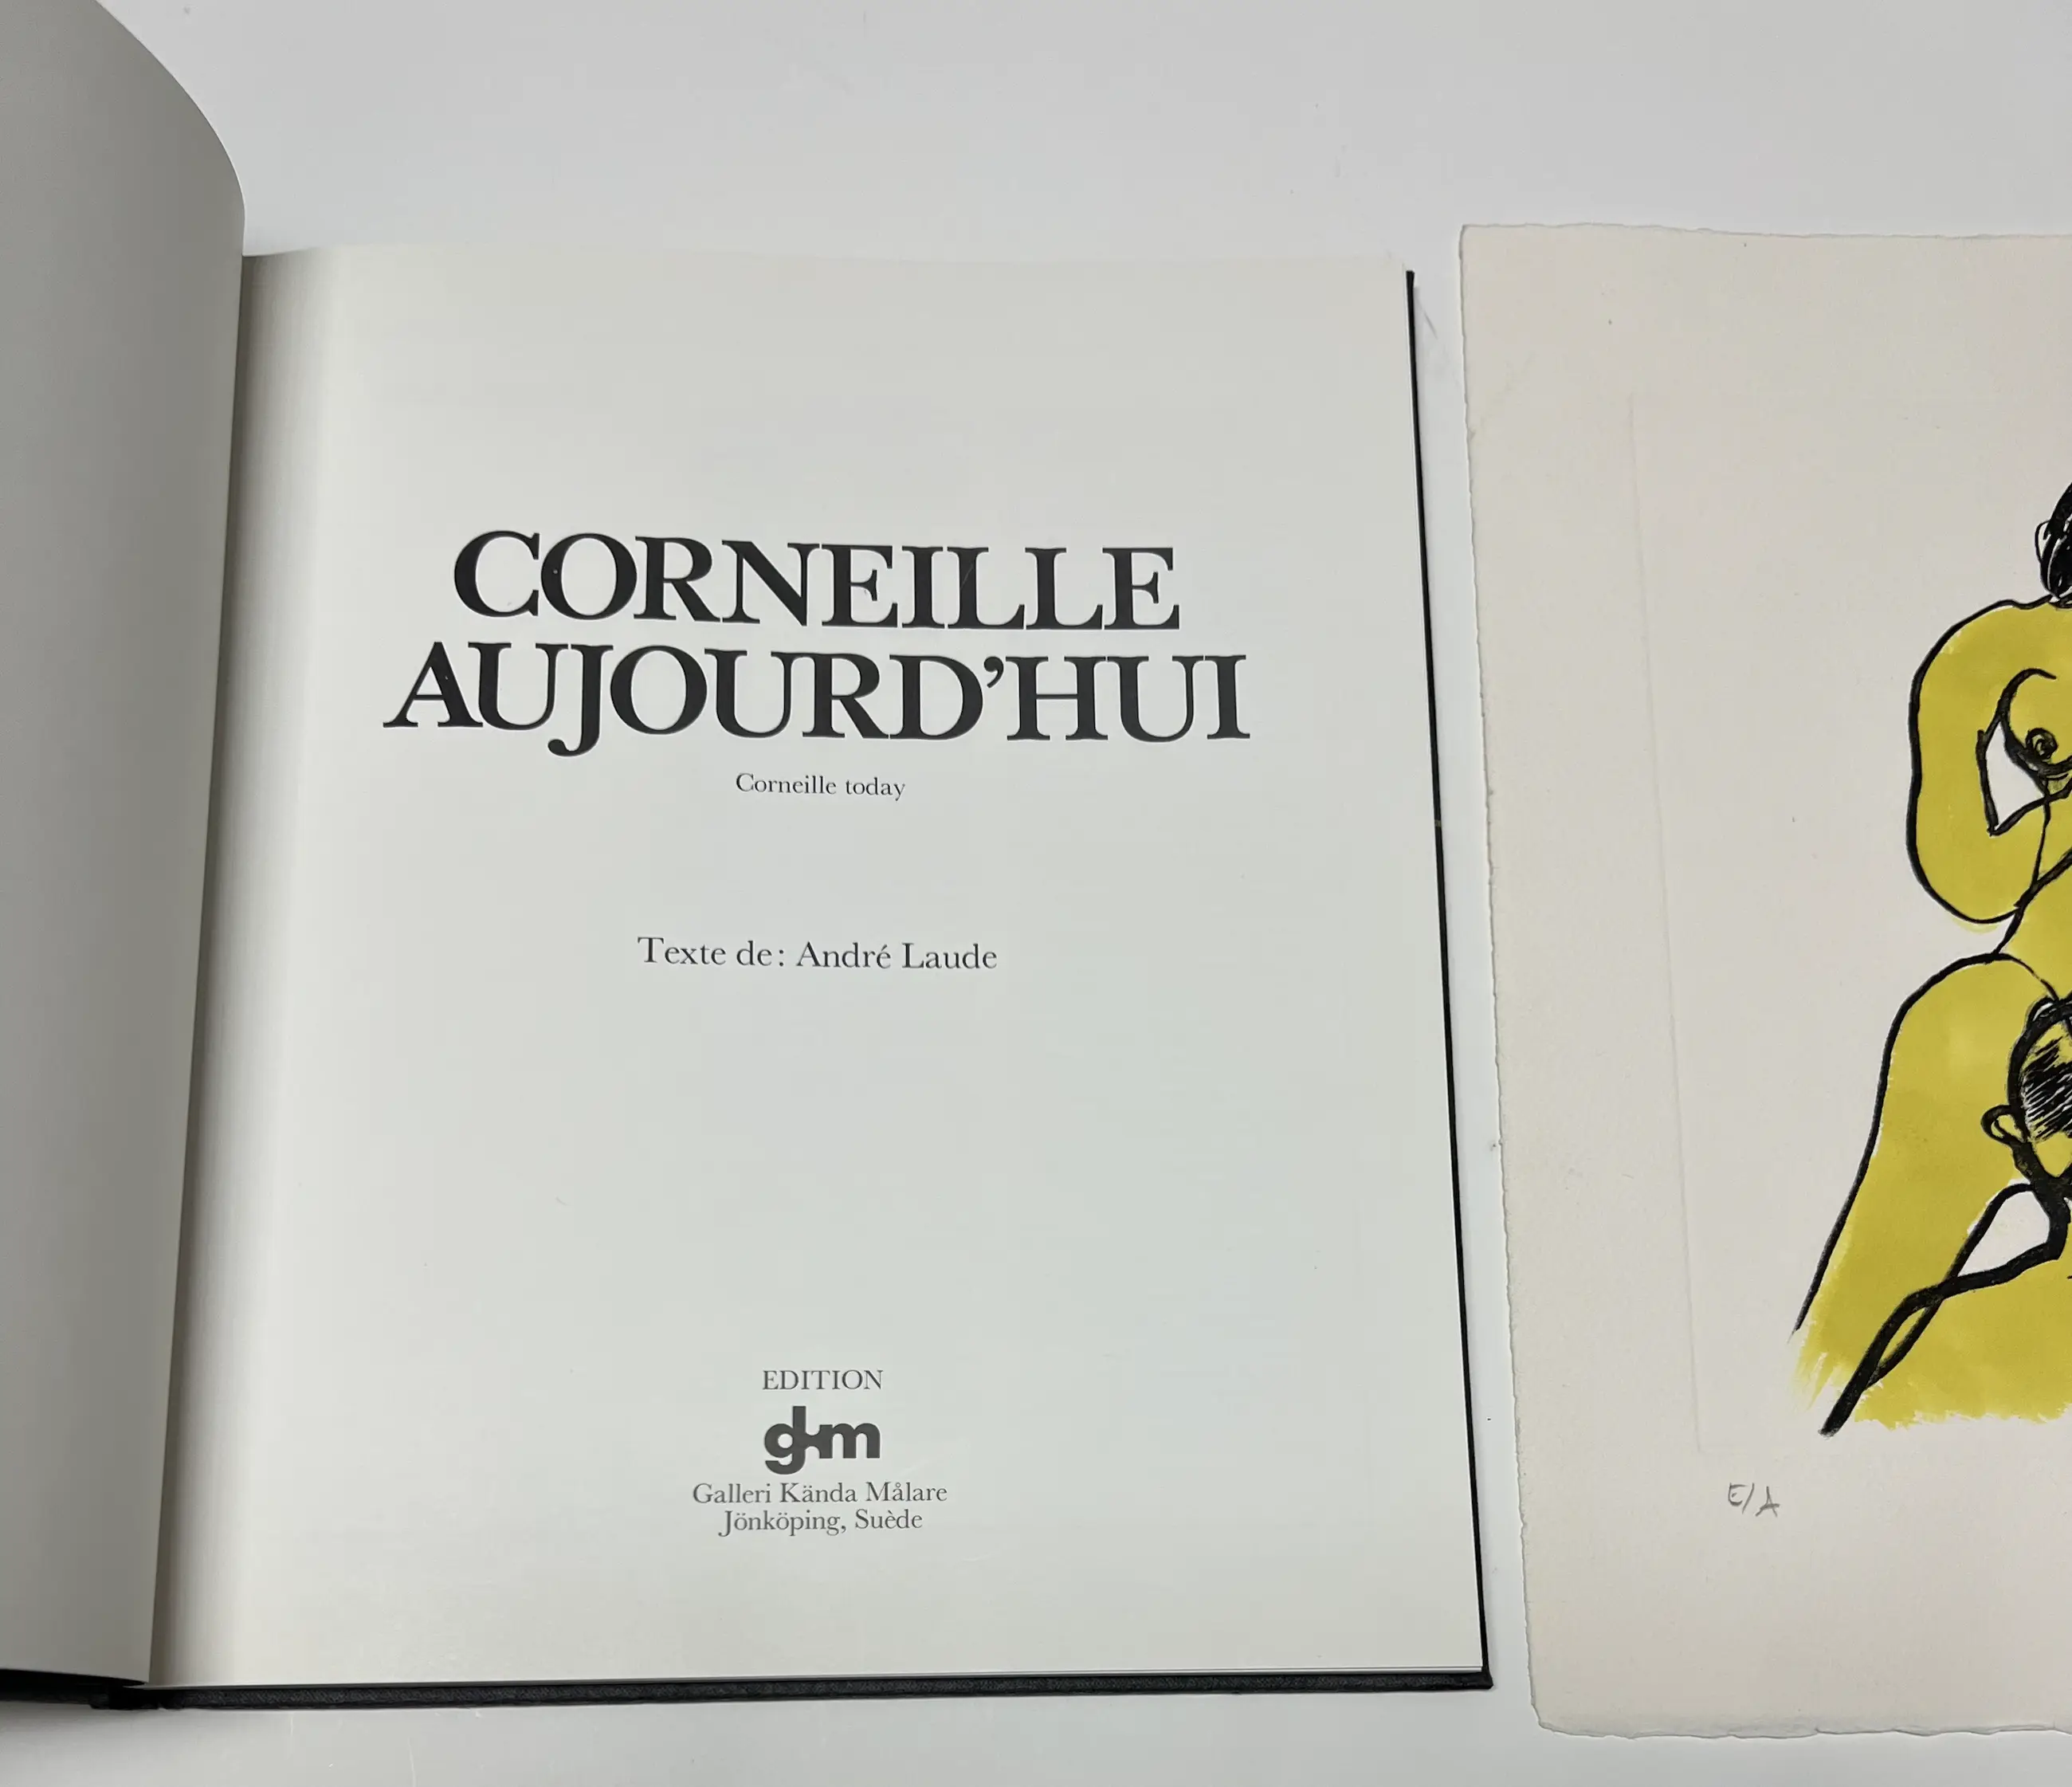 CORNEILLE
AUJOURD’HUI
Corneille today
Texte de: André Laude
EDITION
gkm
Galleri Kända Målare
Jönköping, Suède
E/A